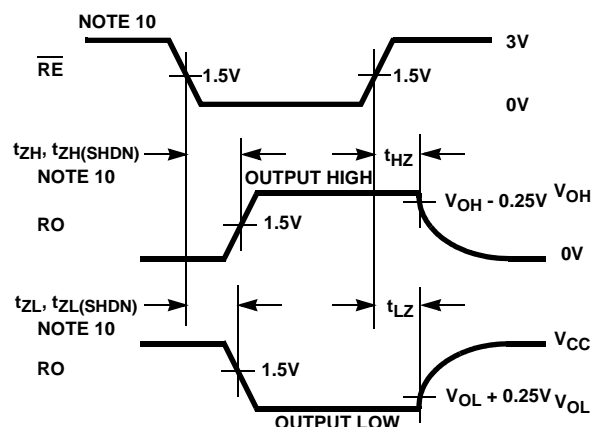 NOTE 10
RE
1.5V
1.5V
3V
0V
tZH, tZH(SHDN)
NOTE 10
OUTPUT HIGH
tHZ
RO
1.5V
VOH - 0.25V
VOH
0V
tZL, tZL(SHDN)
NOTE 10
tLZ
RO
1.5V
VCC
VOL + 0.25V
VOL
OUTPUT LOW